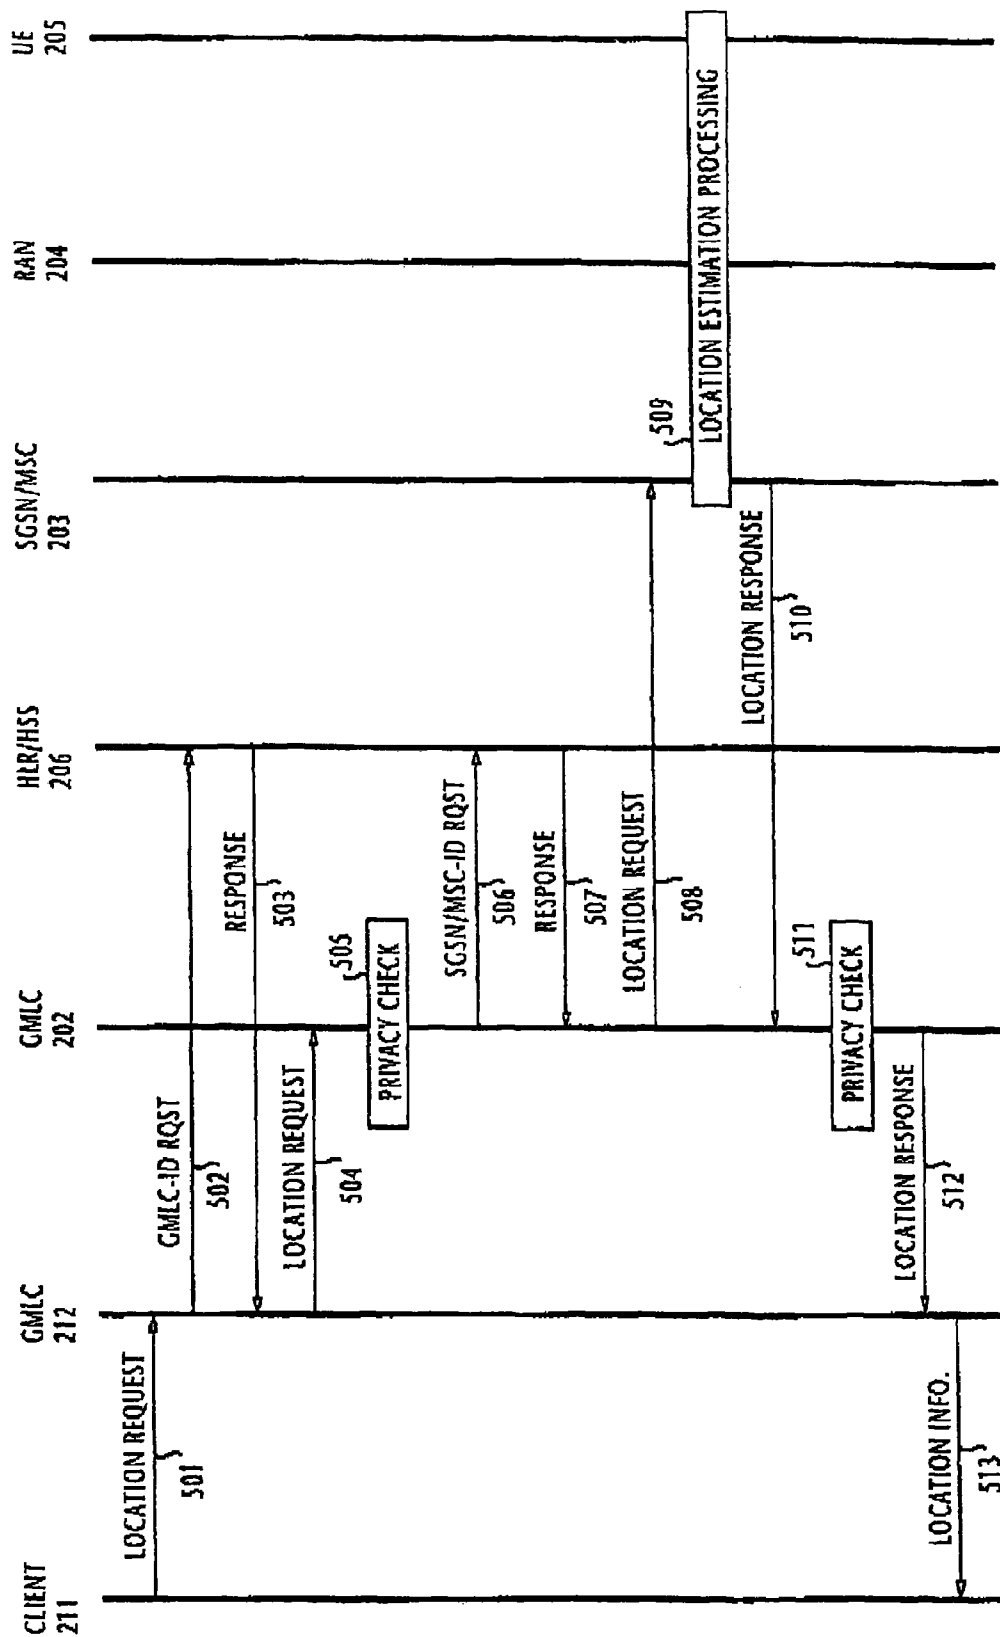 CLIENT
211
GMLC
212
GMLC
202
HLR/HSS
206
SGSN/MSC
203
RAN
204
UE
205
LOCATION REQUEST
501
GMLC-ID RQST
502
RESPONSE
503
LOCATION REQUEST
504
505
PRIVACY CHECK
SGSN/MSC-ID RQST
506
RESPONSE
507
LOCATION REQUEST
508
509
LOCATION ESTIMATION PROCESSING
LOCATION RESPONSE
510
511
PRIVACY CHECK
LOCATION RESPONSE
512
LOCATION INFO.
513